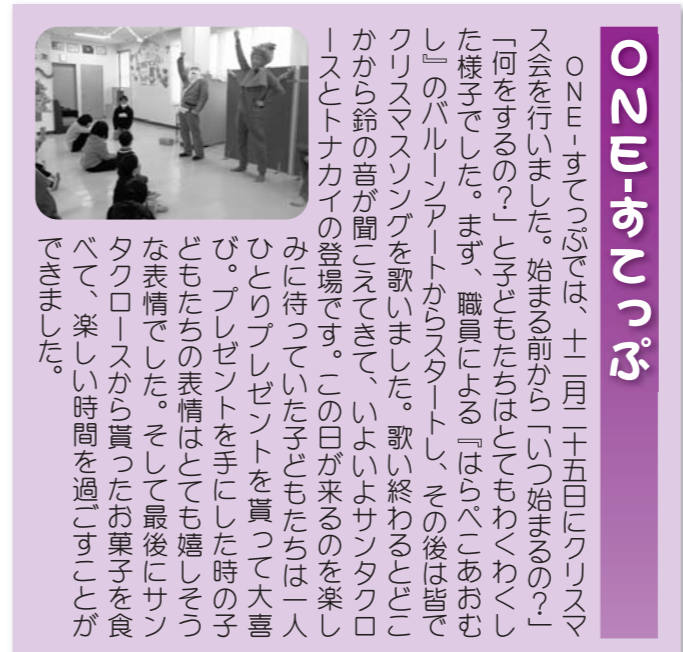 ONE-すてっぷ
ONE-すてっぷでは、十二月二十五日にクリスマ
ス会を行いました。始まる前から「いつ始まるの?」
「何をするの?」と子どもたちはとてもわくわくし
た様子でした。まず、職員による『はらぺこあおむ
し』のバルーンアートからスタートし、その後は皆で
クリスマスソングを歌いました。歌い終わるとどこ
かから鈴の音が聞こえてきて、いよいよサンタクロ
ースとトナカイの登場です。この日が来るのを楽し
みに待っていた子どもたちは一人
ひとりプレゼントを貰って大喜
び。プレゼントを手にした時の子
どもたちの表情はとても嬉しそう
な表情でした。そして最後にサン
タクロースから貰ったお菓子を食
べて、楽しい時間を過ごすことが
できました。